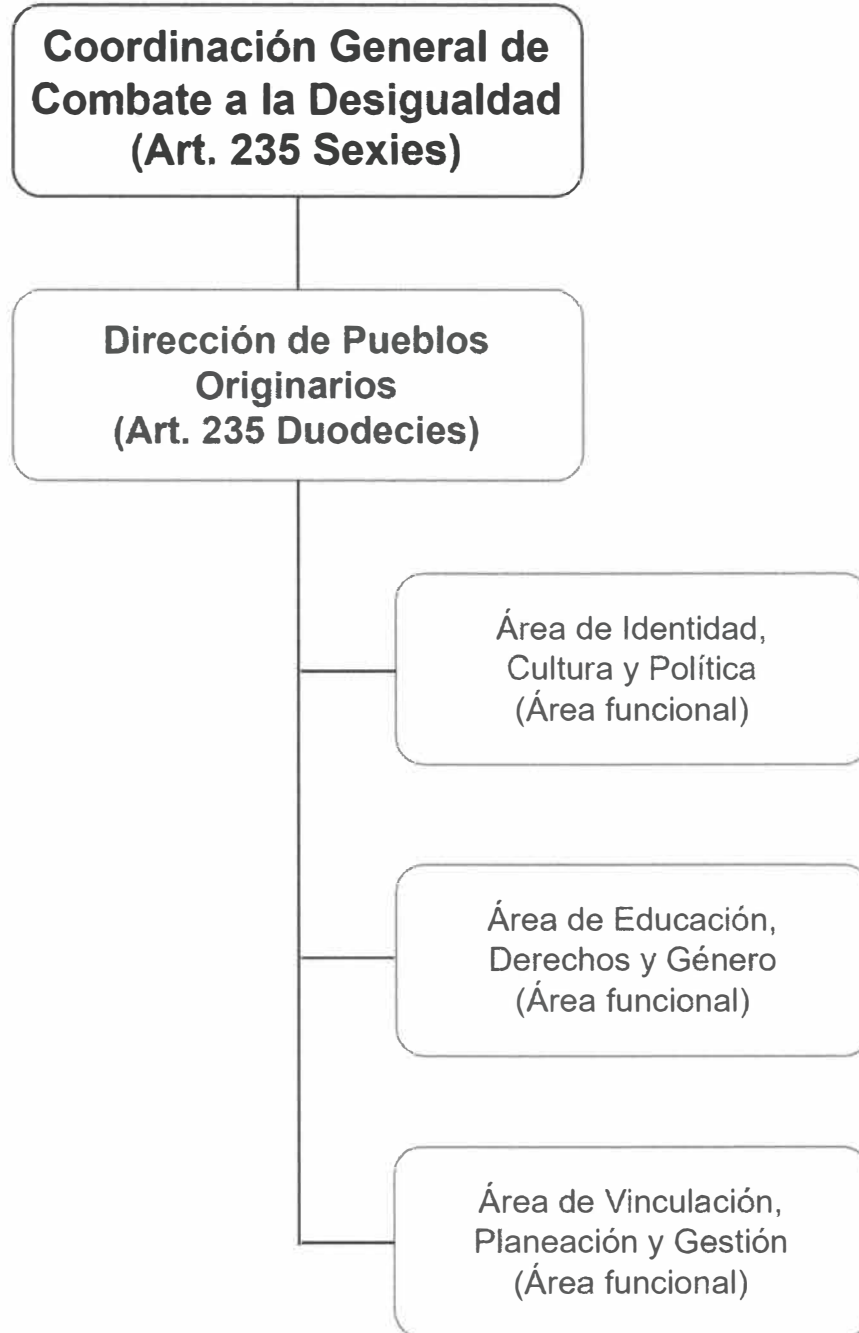 Coordinación General de
Combate a la Desigualdad
(Art. 235 Sexies)
Dirección de Pueblos
Originarios
(Art. 235 Duodecies)
Área de Identidad,
Cultura y Política
(Área funcional)
Área de Educación,
Derechos y Género
(Área funcional)
Área de Vinculación,
Planeación y Gestión
(Área funcional)